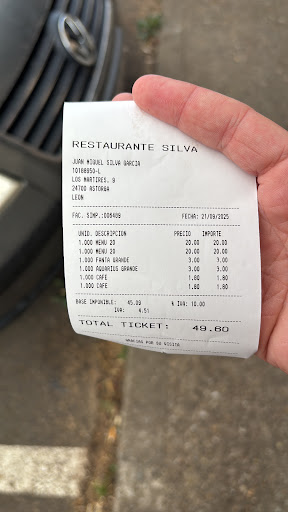 RESTAURANTE SILVA
JUAN MIGUEL SILVA GARCIA
10188950-L
LOS MARTIRES, 9
24700 ASTORGA
LEON
FAC. SIMP.:006489 FECHA: 21/09/2025
UNID. DESCRIPCION PRECIO IMPORTE
1.000 MENU 20 20.00 20.00
1.000 MENU 20 20.00 20.00
1.000 FANTA GRANDE 3.00 3.00
1.000 AQUARIUS GRANDE 3.00 3.00
1.000 CAFE 1.80 1.80
1.000 CAFE 1.80 1.80
BASE IMPONIBLE: 45.09 % IVA: 10.00
IVA: 4.51
TOTAL TICKET: 49.60
GRACIAS POR SU VISITA